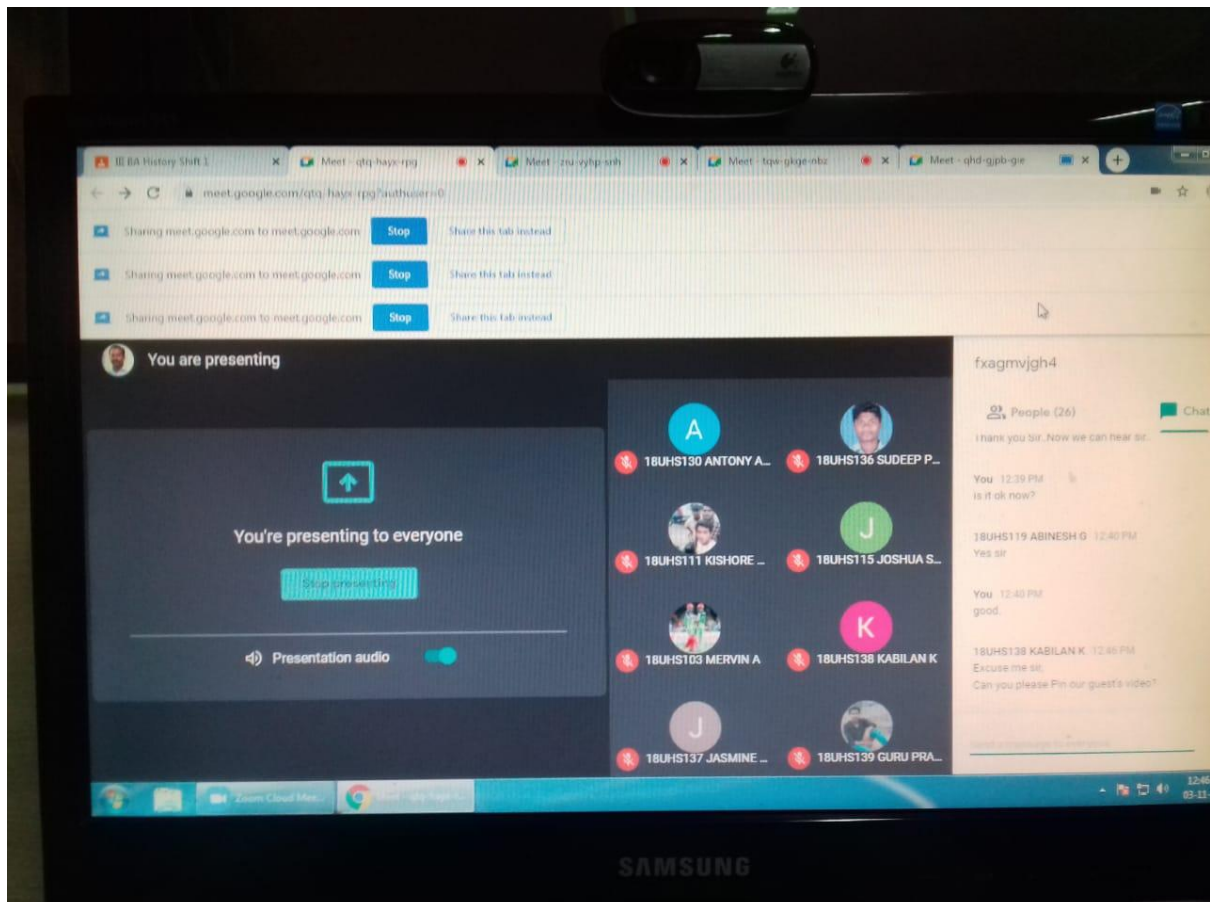 III BA History Shift 1
Meet - qtq-hayx-rpg
Meet - znu-vyhp-snh
Meet - tqw-gkge-nbz
Meet - qhd-gjpb-gie
meet.google.com/qtq-hayx-rpg?authuser=0
Sharing meet.google.com to meet.google.com Stop Share this tab instead
Sharing meet.google.com to meet.google.com Stop Share this tab instead
Sharing meet.google.com to meet.google.com Stop Share this tab instead
You are presenting
You're presenting to everyone
Stop presenting
Presentation audio
18UHS130 ANTONY A...
18UHS136 SUDEEP P...
18UHS111 KISHORE ...
18UHS115 JOSHUA S...
18UHS103 MERVIN A
18UHS138 KABILAN K
18UHS137 JASMINE ...
18UHS139 GURU PRA...
A
J
K
J
fxagmvjgh4
People (26) Chat
Thank you sir..Now we can hear sir..
You 12:39 PM
is it ok now?
18UHS119 ABINESH G 12:40 PM
Yes sir
You 12:40 PM
good.
18UHS138 KABILAN K 12:46 PM
Excuse me sir,
Can you please Pin our guest's video?
Send a message to everyone
Zoom Cloud Mee...
12:46
03-11-
SAMSUNG